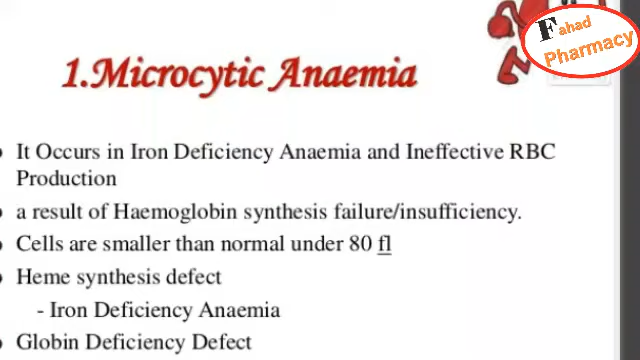 Fahad
Pharmacy
1.Microcytic Anaemia
It Occurs in Iron Deficiency Anaemia and Ineffective RBC
Production
a result of Haemoglobin synthesis failure/insufficiency.
Cells are smaller than normal under 80 fl
Heme synthesis defect
- Iron Deficiency Anaemia
Globin Deficiency Defect